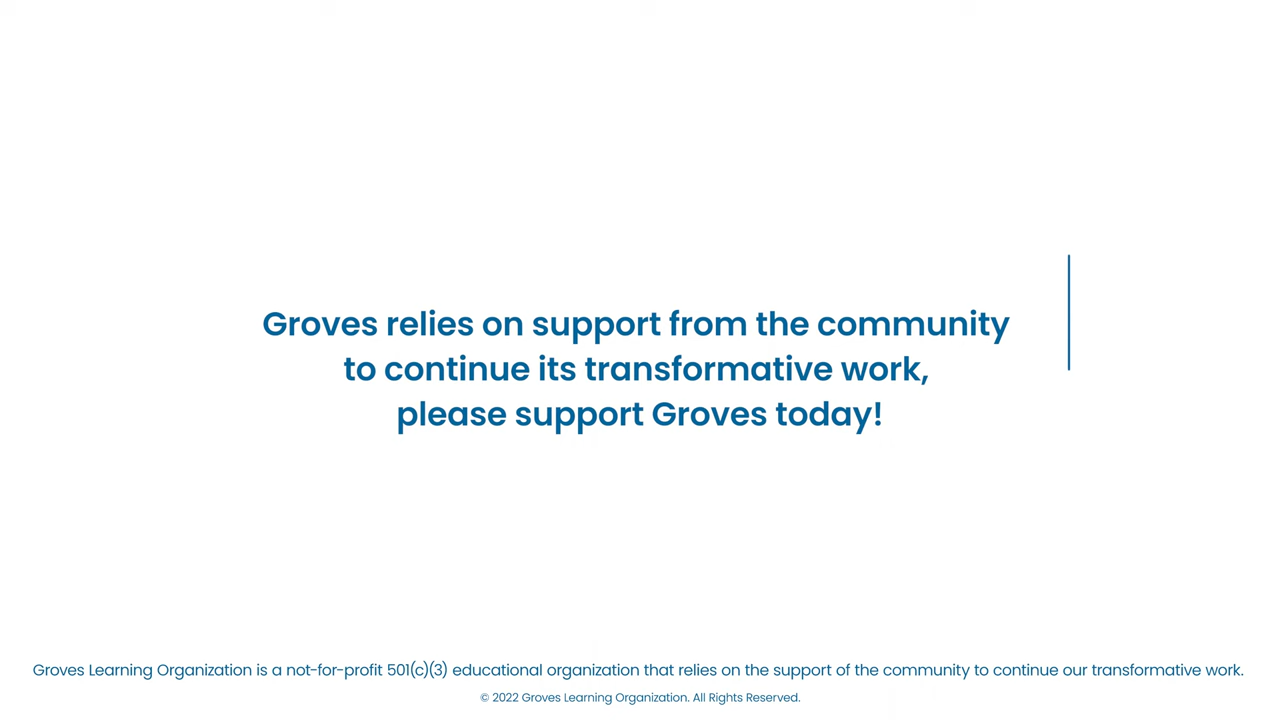 Groves relies on support from the community
to continue its transformative work,
please support Groves today!
Groves Learning Organization is a not-for-profit 501(c)(3) educational organization that relies on the support of the community to continue our transformative work.
© 2022 Groves Learning Organization. All Rights Reserved.